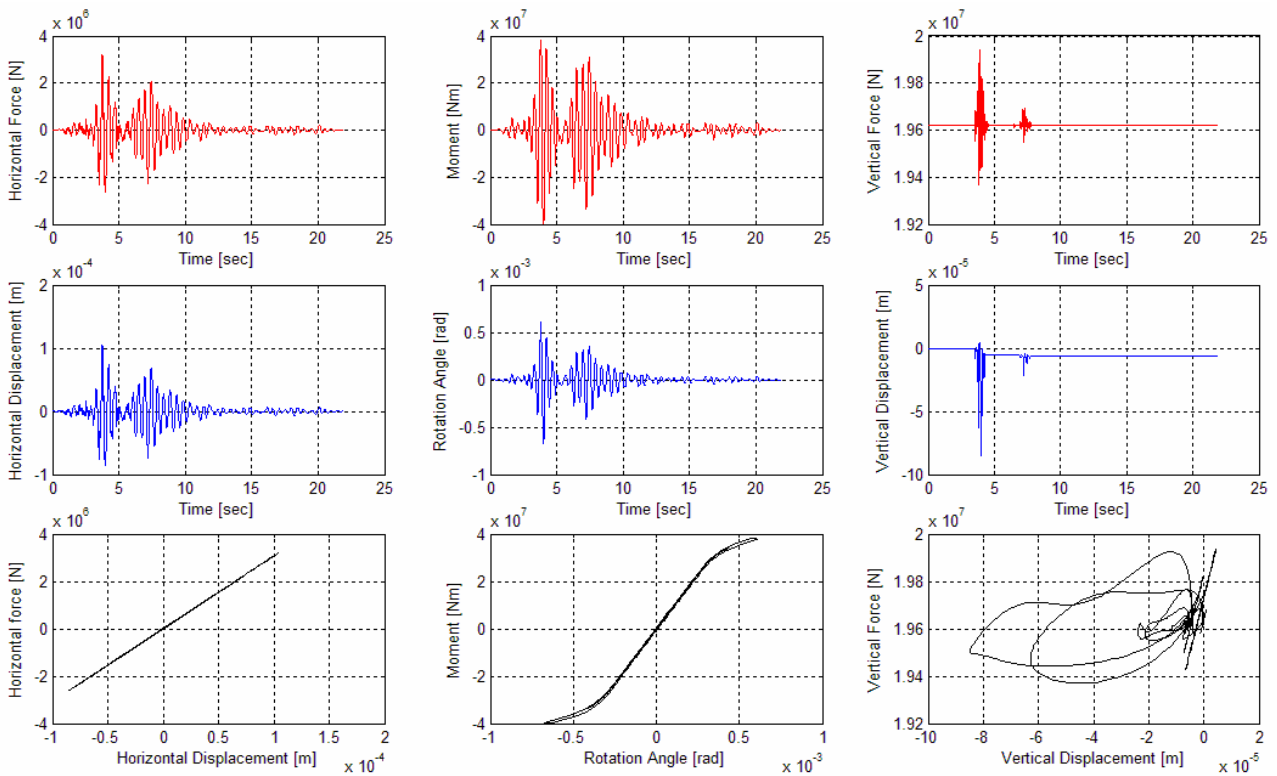 x 10^6
x 10^7
x 10^7
Horizontal Force [N]
4
2
0
-2
-4
0 5 10 15 20 25
Time [sec]
Moment [Nm]
4
2
0
2
4
0 5 10 15 20 25
Time [sec]
Vertical Force [N]
2
1.98
1.96
1.94
1.92
0 5 10 15 20 25
Time [sec]
x 10^-4
x 10^-3
x 10^-5
Horizontal Displacement [m]
2
1
0
-1
0 5 10 15 20 25
Time [sec]
Rotation Angle [rad]
1
0.5
0
-0.5
-1
0 5 10 15 20 25
Time [sec]
Vertical Displacement [m]
5
0
-5
-10
0 5 10 15 20 25
Time [sec]
x 10^6
x 10^7
x 10^7
Horizontal force [N]
4
2
0
-2
-4
-1 -0.5 0 0.5 1 1.5 2
Horizontal Displacement [m]
x 10^-4
Moment [Nm]
4
2
0
-2
-4
-1 -0.5 0 0.5 1
Rotation Angle [rad]
x 10^-3
Vertical Force [N]
2
1.98
1.96
1.94
1.92
-10 -8 -6 -4 -2 0 2
Vertical Displacement [m]
x 10^-5